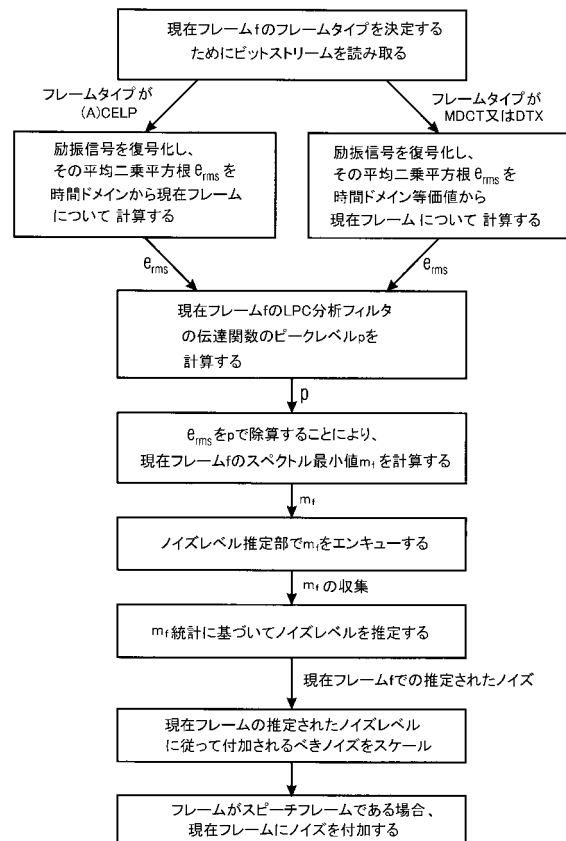 現在フレームfのフレームタイプを決定する
ためにビットストリームを読み取る
フレームタイプが
(A)CELP
フレームタイプが
MDCT又はDTX
励振信号を復号化し、
その平均二乗平方根 erms を
時間ドメインから現在フレーム
について 計算する
励振信号を復号化し、
その平均二乗平方根 erms を
時間ドメイン等価値から
現在フレーム について 計算する
erms
erms
現在フレームfのLPC分析フィルタ
の伝達関数のピークレベルpを
計算する
p
ermsをpで除算することにより、
現在フレームfのスペクトル最小値mf を計算する
mf
ノイズレベル推定部でmfをエンキューする
mf の収集
mf 統計に基づいてノイズレベルを推定する
現在フレームfでの推定されたノイズ
現在フレームの推定されたノイズレベル
に従って付加されるべきノイズをスケール
フレームがスピーチフレームである場合、
現在フレームにノイズを付加する